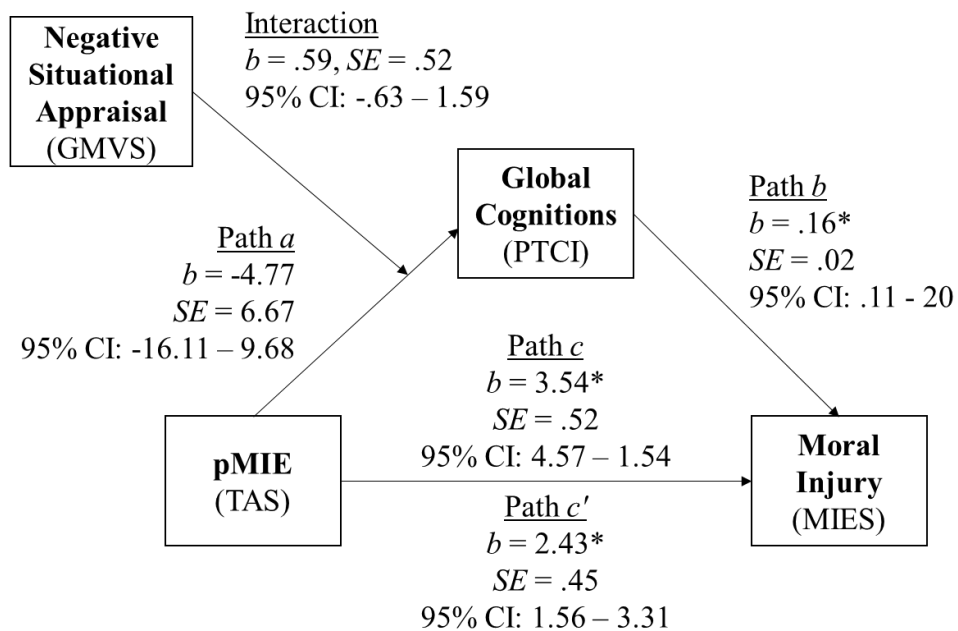 Negative
Situational
Appraisal
(GMVS)
Interaction
b = .59, SE = .52
95% CI: -.63 – 1.59
Global
Cognitions
(PTCI)
Path a
b = -4.77
SE = 6.67
95% CI: -16.11 – 9.68
Path b
b = .16*
SE = .02
95% CI: .11 - 20
Path c
b = 3.54*
SE = .52
95% CI: 4.57 – 1.54
pMIE
(TAS)
Moral
Injury
(MIES)
Path c′
b = 2.43*
SE = .45
95% CI: 1.56 – 3.31